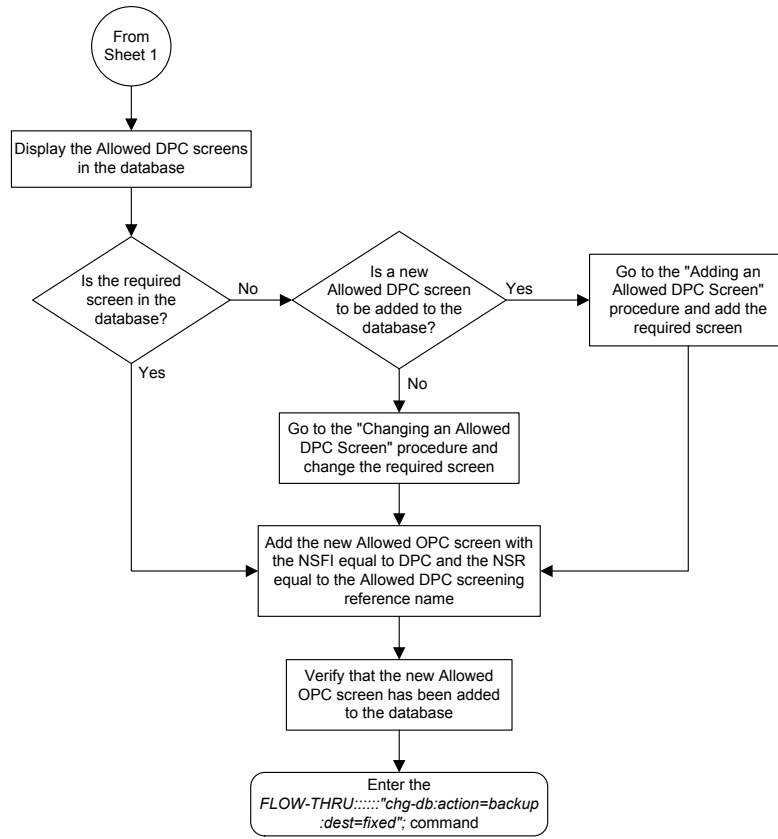 From
Sheet 1
Display the Allowed DPC screens
in the database
Is the required
screen in the
database?
No
Yes
Is a new
Allowed DPC screen
to be added to the
database?
Yes
No
Go to the "Adding an
Allowed DPC Screen"
procedure and add the
required screen
Go to the "Changing an Allowed
DPC Screen" procedure and
change the required screen
Add the new Allowed OPC screen with
the NSFI equal to DPC and the NSR
equal to the Allowed DPC screening
reference name
Verify that the new Allowed
OPC screen has been added
to the database
Enter the
FLOW-THRU::::::"chg-db:action=backup
:dest=fixed"; command